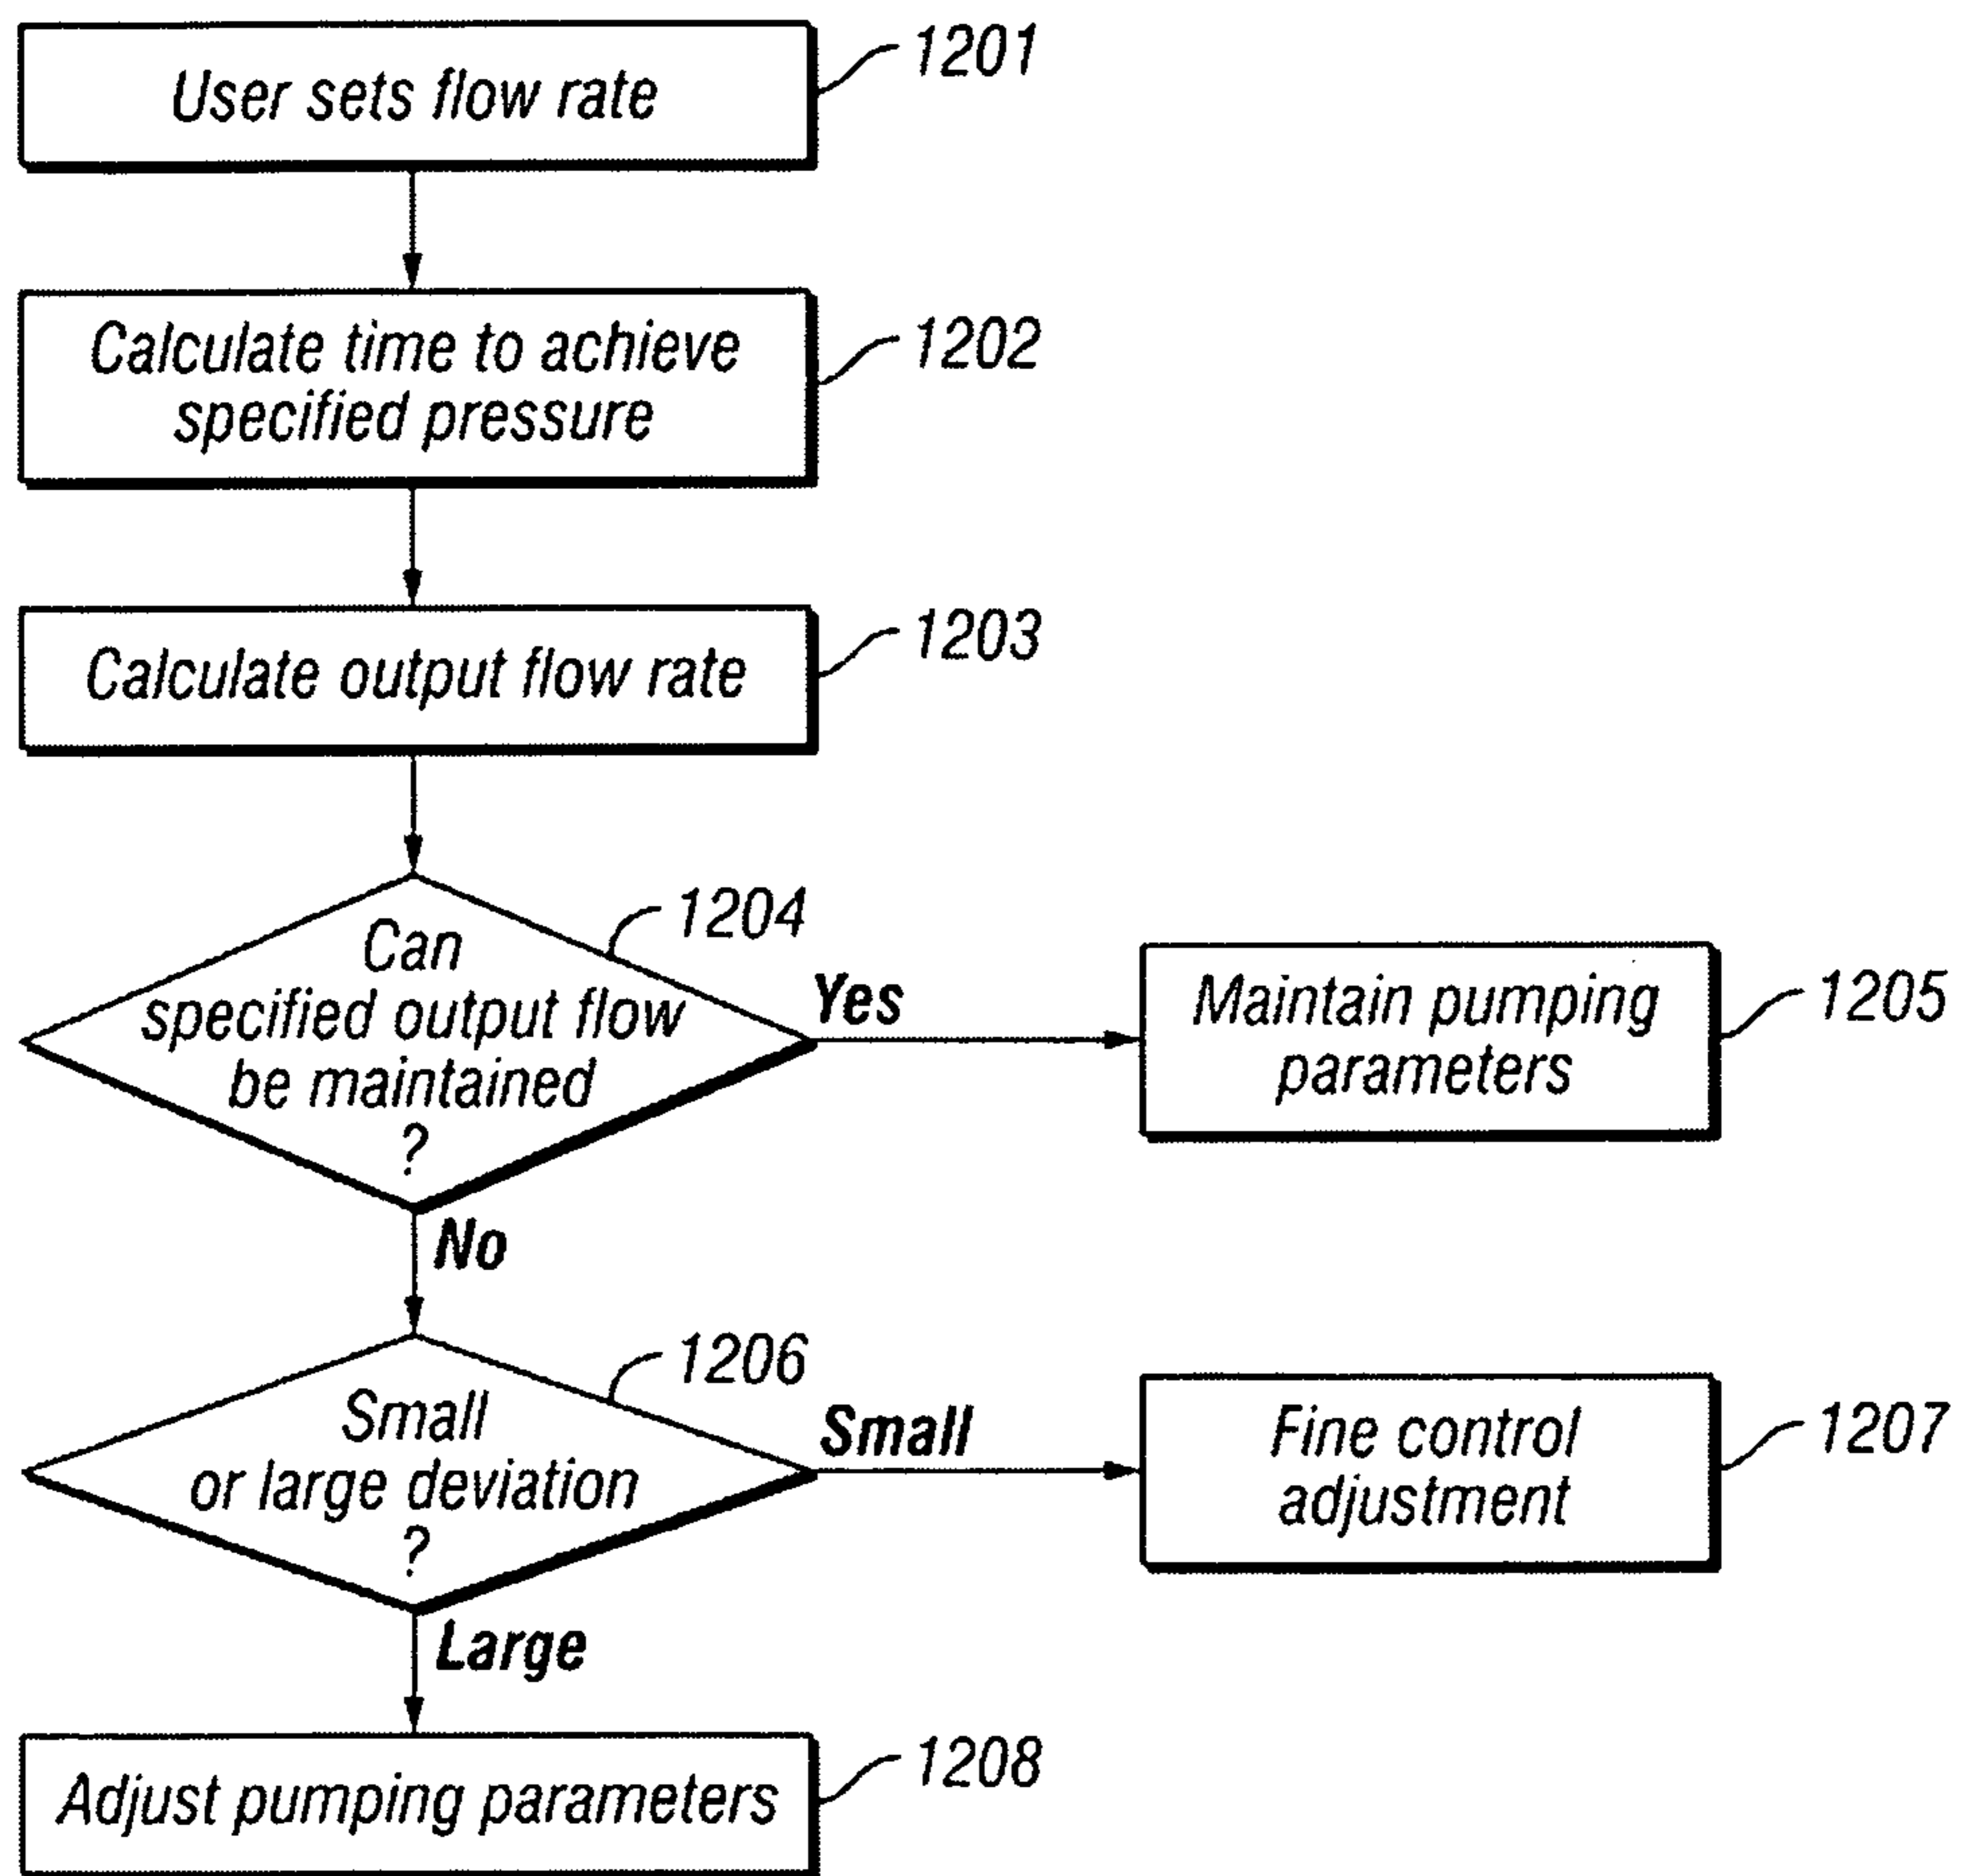 User sets flow rate
1201
Calculate time to achieve
specified pressure
1202
Calculate output flow rate
1203
Can
specified output flow
be maintained
?
1204
Yes
Maintain pumping
parameters
1205
No
Small
or large deviation
?
1206
Small
Fine control
adjustment
1207
Large
Adjust pumping parameters
1208